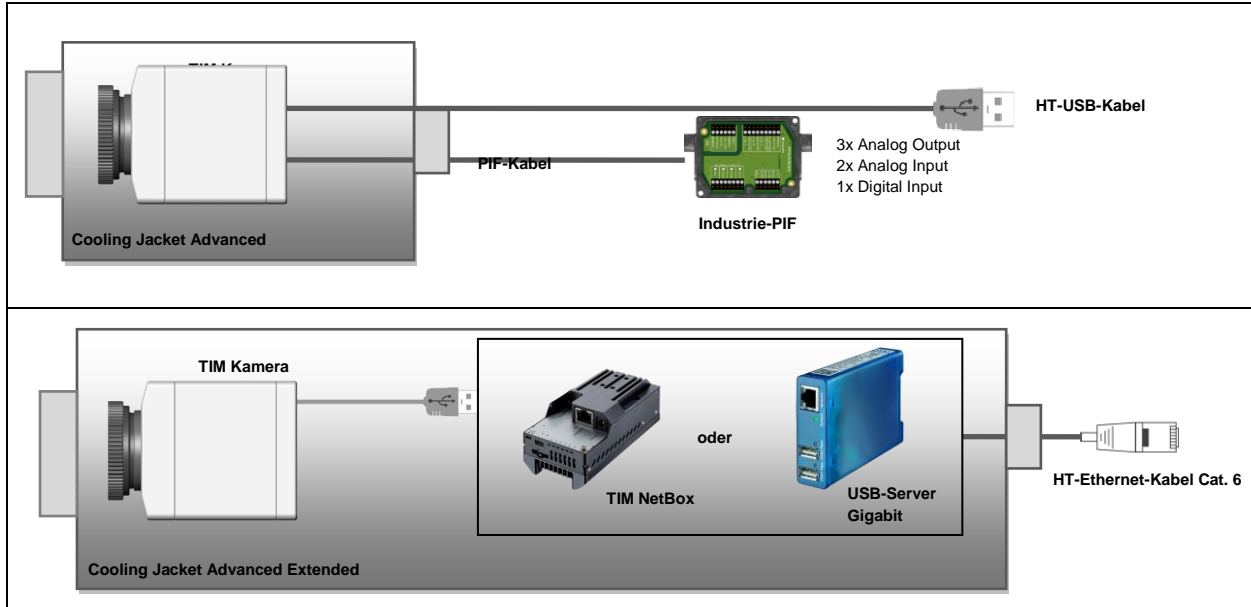 HT-USB-Kabel
3x Analog Output
2x Analog Input
1x Digital Input
PIF-Kabel
Industrie-PIF
Cooling Jacket Advanced
TIM Kamera
oder
TIM NetBox
USB-Server
Gigabit
HT-Ethernet-Kabel Cat. 6
Cooling Jacket Advanced Extended